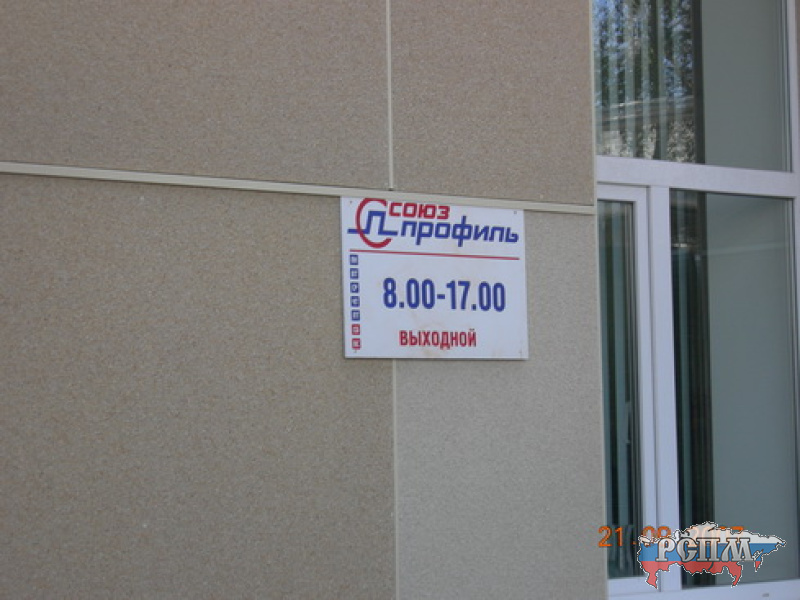 СОЮЗ
ПРОФИЛЬ
8.00-17.00
ВЫХОДНОЙ
РСПМ